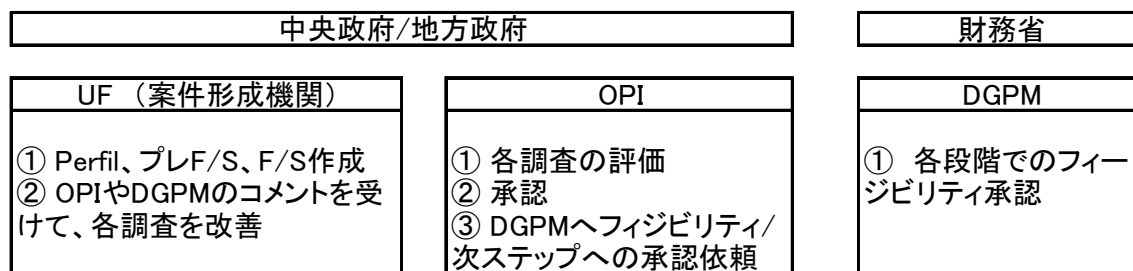 中央政府/地方政府
財務省
UF （案件形成機関）
① Perfil、プレF/S、F/S作成
② OPIやDGPMのコメントを受
けて、各調査を改善
OPI
① 各調査の評価
② 承認
③ DGPMへフィジビリティ/
次ステップへの承認依頼
DGPM
①　各段階でのフィー
ジビリティ承認